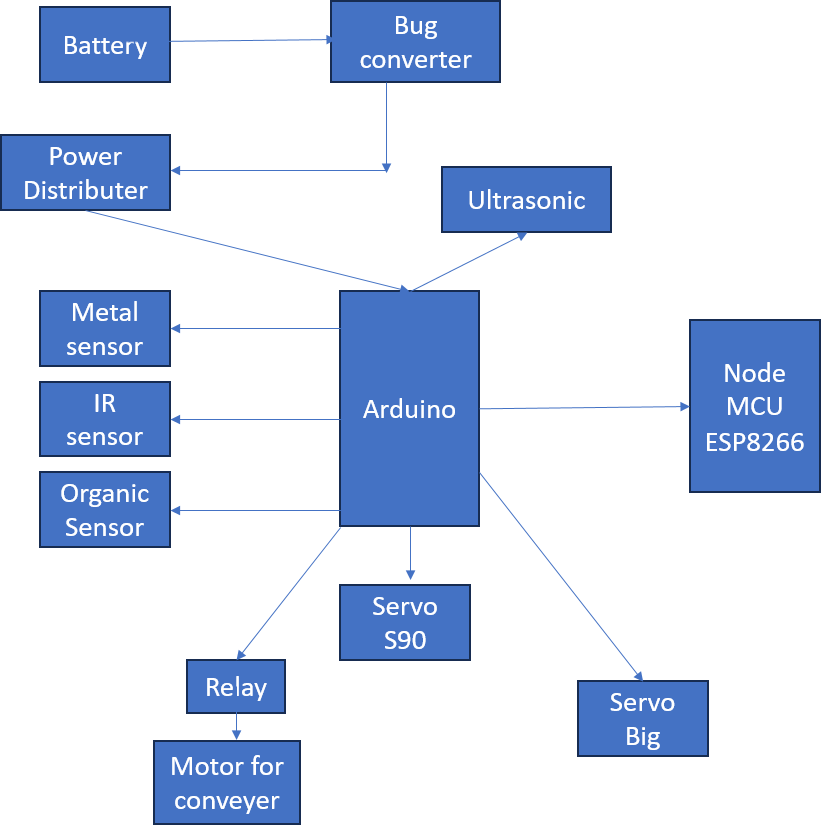 Battery
Bug
converter
Power
Distributer
Ultrasonic
Metal
sensor
IR
sensor
Organic
Sensor
Arduino
Node
MCU
ESP8266
Servo
S90
Relay
Motor for
conveyer
Servo
Big